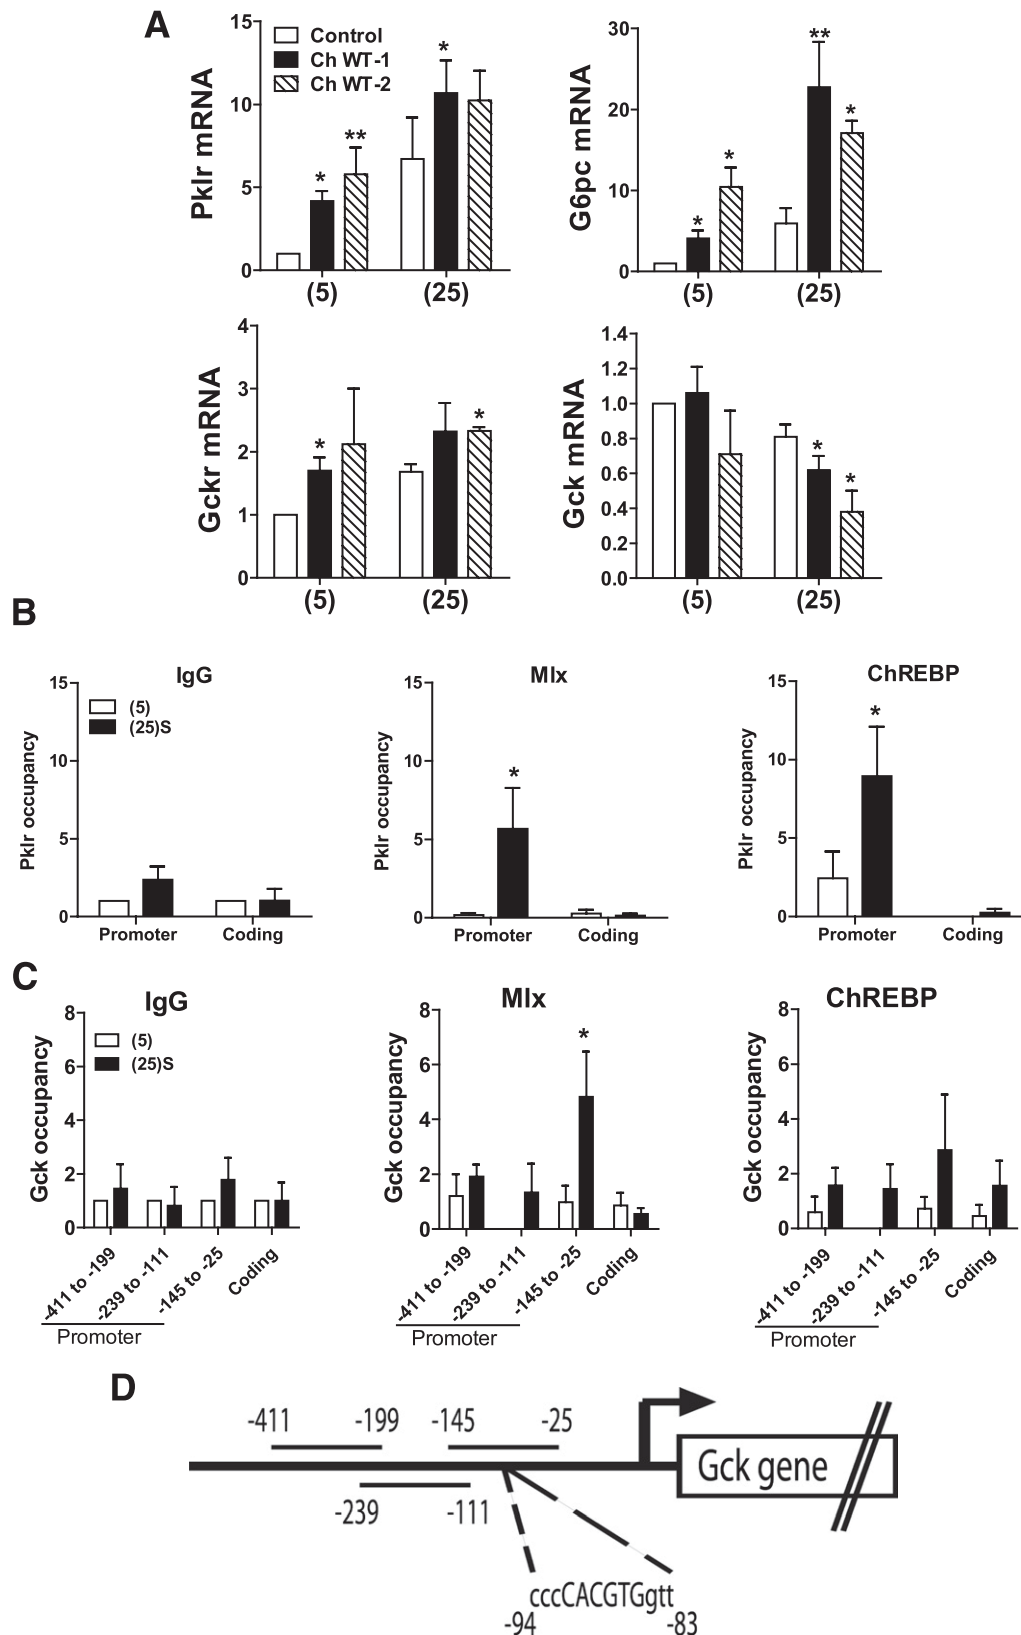 A
Pklr mRNA
15
10
5
0
Control
Ch WT-1
Ch WT-2
*
**
*
(5)
(25)
G6pc mRNA
30
20
10
0
*
*
**
*
(5)
(25)
Gckr mRNA
4
3
2
1
0
*
*
(5)
(25)
Gck mRNA
1.4
1.2
1.0
0.8
0.6
0.4
0.2
0.0
*
*
(5)
(25)
B
IgG
Pklr occupancy
15
10
5
0
(5)
(25)S
Promoter
Coding
Mlx
Pklr occupancy
15
10
5
0
*
Promoter
Coding
ChREBP
Pklr occupancy
15
10
5
0
*
Promoter
Coding
C
IgG
Gck occupancy
8
6
4
2
0
(5)
(25)S
-411 to -199
-239 to -111
-145 to -25
Coding
Promoter
Mlx
Gck occupancy
8
6
4
2
0
*
-411 to -199
-239 to -111
-145 to -25
Coding
Promoter
ChREBP
Gck occupancy
8
6
4
2
0
-411 to -199
-239 to -111
-145 to -25
Coding
Promoter
D
-411 -199 -145 -25
Gck gene
-239 -111
cccCACGTGgtt
-94 -83